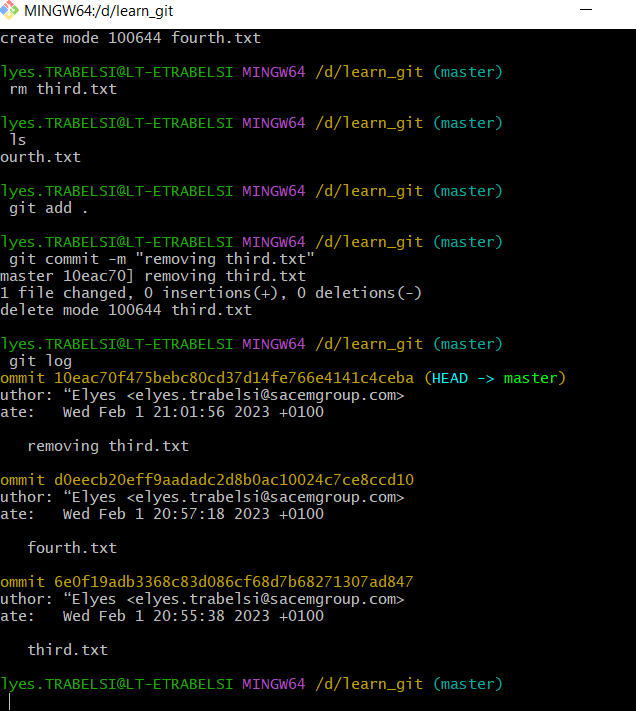 MINGW64:/d/learn_git
create mode 100644 fourth.txt
lyes.TRABELSI@LT-ETRABELSI MINGW64 /d/learn_git (master)
rm third.txt
lyes.TRABELSI@LT-ETRABELSI MINGW64 /d/learn_git (master)
ls
ourth.txt
lyes.TRABELSI@LT-ETRABELSI MINGW64 /d/learn_git (master)
git add .
lyes.TRABELSI@LT-ETRABELSI MINGW64 /d/learn_git (master)
git commit -m "removing third.txt"
master 10eac70] removing third.txt
1 file changed, 0 insertions(+), 0 deletions(-)
delete mode 100644 third.txt
lyes.TRABELSI@LT-ETRABELSI MINGW64 /d/learn_git (master)
git log
ommit 10eac70f475bebc80cd37d14fe766e4141c4ceba (HEAD -> master)
uthor: “Elyes <elyes.trabelsi@sacemgroup.com>
ate:   Wed Feb 1 21:01:56 2023 +0100
removing third.txt
ommit d0eecb20eff9aadadc2d8b0ac10024c7ce8ccd10
uthor: “Elyes <elyes.trabelsi@sacemgroup.com>
ate:   Wed Feb 1 20:57:18 2023 +0100
fourth.txt
ommit 6e0f19adb3368c83d086cf68d7b68271307ad847
uthor: “Elyes <elyes.trabelsi@sacemgroup.com>
ate:   Wed Feb 1 20:55:38 2023 +0100
third.txt
lyes.TRABELSI@LT-ETRABELSI MINGW64 /d/learn_git (master)